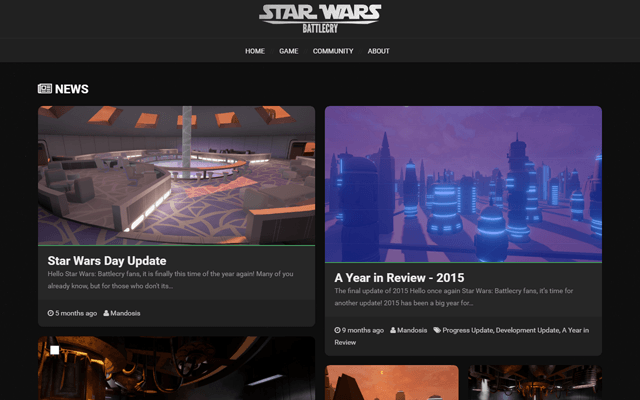 STAR WARS
BATTLECRY
HOME GAME COMMUNITY ABOUT
NEWS
Star Wars Day Update
Hello Star Wars: Battlecry fans, it is finally this time of the year again! Many of you
already know, but for those who don't its...
5 months ago Mandosis
A Year in Review - 2015
The final update of 2015 Hello once again Star Wars: Battlecry fans, it's time for
another update! 2015 has been a big year for...
9 months ago Mandosis Progress Update, Development Update, A Year in
Review